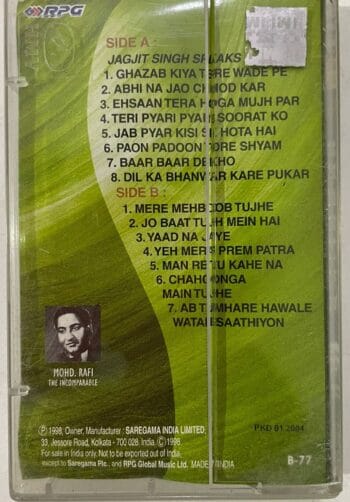 RPG
SIDE A :
JAGJIT SINGH SPEAKS
1. GHAZAB KIYA TERE WADE PE
2. ABHI NA JAO CHHOD KAR
3. EHSAAN TERA HOGA MUJH PAR
4. TERI PYARI PYARI SOORAT KO
5. JAB PYAR KISI SE HOTA HAI
6. PAON PADOON TORE SHYAM
7. BAAR BAAR DEKHO
8. DIL KA BHANWAR KARE PUKAR
SIDE B :
1. MERE MEHBOOB TUJHE
2. JO BAAT TUJH MEIN HAI
3. YAAD NA JAYE
4. YEH MERA PREM PATRA
5. MAN RE TU KAHE NA
6. CHAHOONGA
MAIN TUJHE
7. AB TUMHARE HAWALE
WATAN SAATHIYON
MOHD. RAFI
THE INCOMPARABLE
Ⓟ 1998, Owner, Manufacturer : SAREGAMA INDIA LIMITED,
33, Jessore Road, Kolkata - 700 028. India. © 1998.
For sale in India only. Not to be exported out of India.
except to Saregama Plc. and RPG Global Music Ltd. MADE IN INDIA
PKD 01 2004
B-77